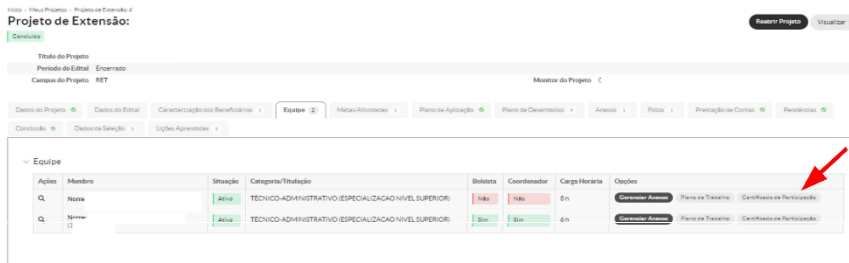 Início › Meus Projetos › Projeto de Extensão: d
Projeto de Extensão:
Reabrir Projeto Visualizar
Concluído
Título do Projeto
Período do Edital Encerrado
Campus do Projeto RET Monitor do Projeto C
Dados do Projeto Dados do Edital Caracterização dos Beneficiários Equipe 2 Metas/Atividades Plano de Aplicação Plano de Desembolso Anexos Fotos Prestação de Contas Pendências
Conclusão Dados da Seleção Lições Aprendidas
Equipe
Ações Membro Situação Categoria/Titulação Bolsista Coordenador Carga Horária Opções
Nome Ativo TÉCNICO-ADMINISTRATIVO (ESPECIALIZACAO NIVEL SUPERIOR) Não Não 8 h Gerenciar Anexos Plano de Trabalho Certificado de Participação
Nome: Ativo TÉCNICO-ADMINISTRATIVO (ESPECIALIZACAO NIVEL SUPERIOR) Sim Sim 6 h Gerenciar Anexos Plano de Trabalho Certificado de Participação